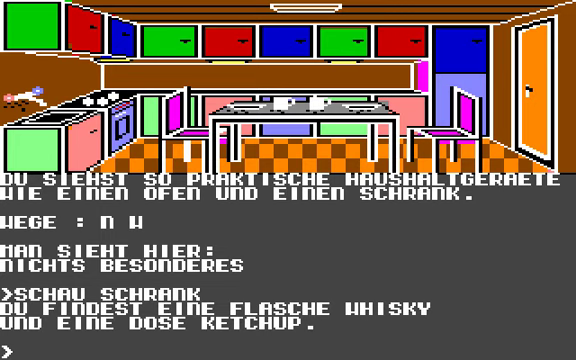 DU SIEHST SO PRAKTISCHE HAUSHALTGERAETE
WIE EINEN OFEN UND EINEN SCHRANK.
WEGE : N W
MAN SIEHT HIER:
NICHTS BESONDERES
>SCHAU SCHRANK
DU FINDEST EINE FLASCHE WHISKY
UND EINE DOSE KETCHUP.
>